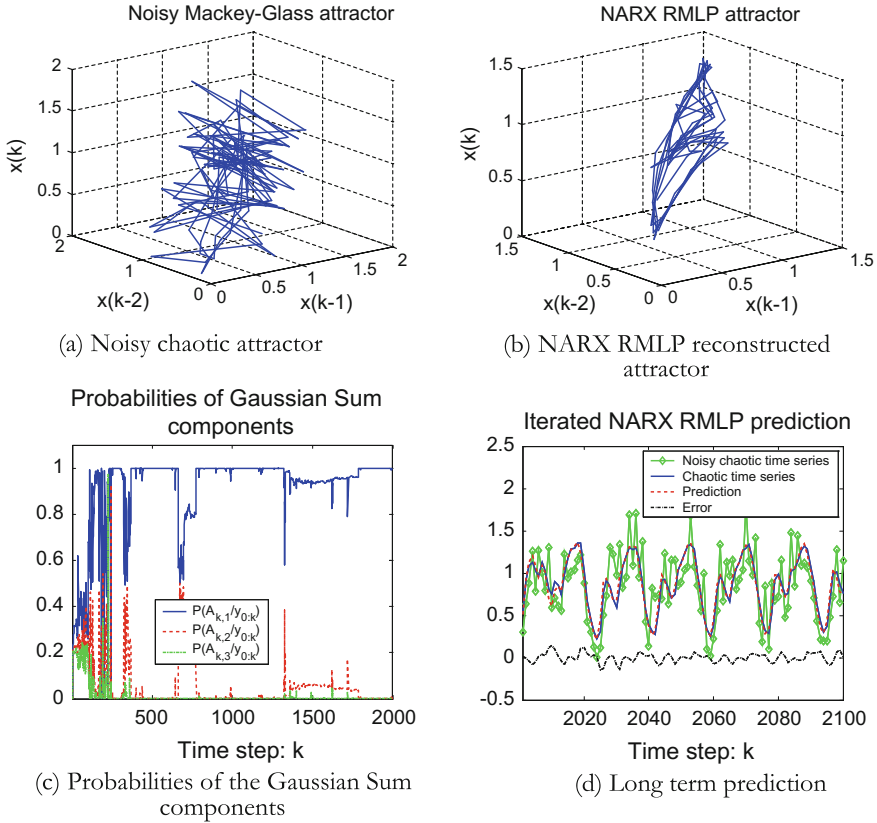 Noisy Mackey-Glass attractor
2
1.5
1
0.5
0
x(k)
2
1
0
x(k-2)
0
0.5
1
1.5
2
x(k-1)
(a) Noisy chaotic attractor
NARX RMLP attractor
1.5
1
0.5
0
x(k)
1.5
1
0.5
0
x(k-2)
0
0.5
1
1.5
x(k-1)
(b) NARX RMLP reconstructed
attractor
Probabilities of Gaussian Sum
components
1
0.8
0.6
0.4
0.2
0
P(A_{k,1}/y_{0:k})
P(A_{k,2}/y_{0:k})
P(A_{k,3}/y_{0:k})
500
1000
1500
2000
Time step: k
(c) Probabilities of the Gaussian Sum
components
Iterated NARX RMLP prediction
2.5
2
1.5
1
0.5
0
-0.5
Noisy chaotic time series
Chaotic time series
Prediction
Error
2020
2040
2060
2080
2100
Time step: k
(d) Long term prediction